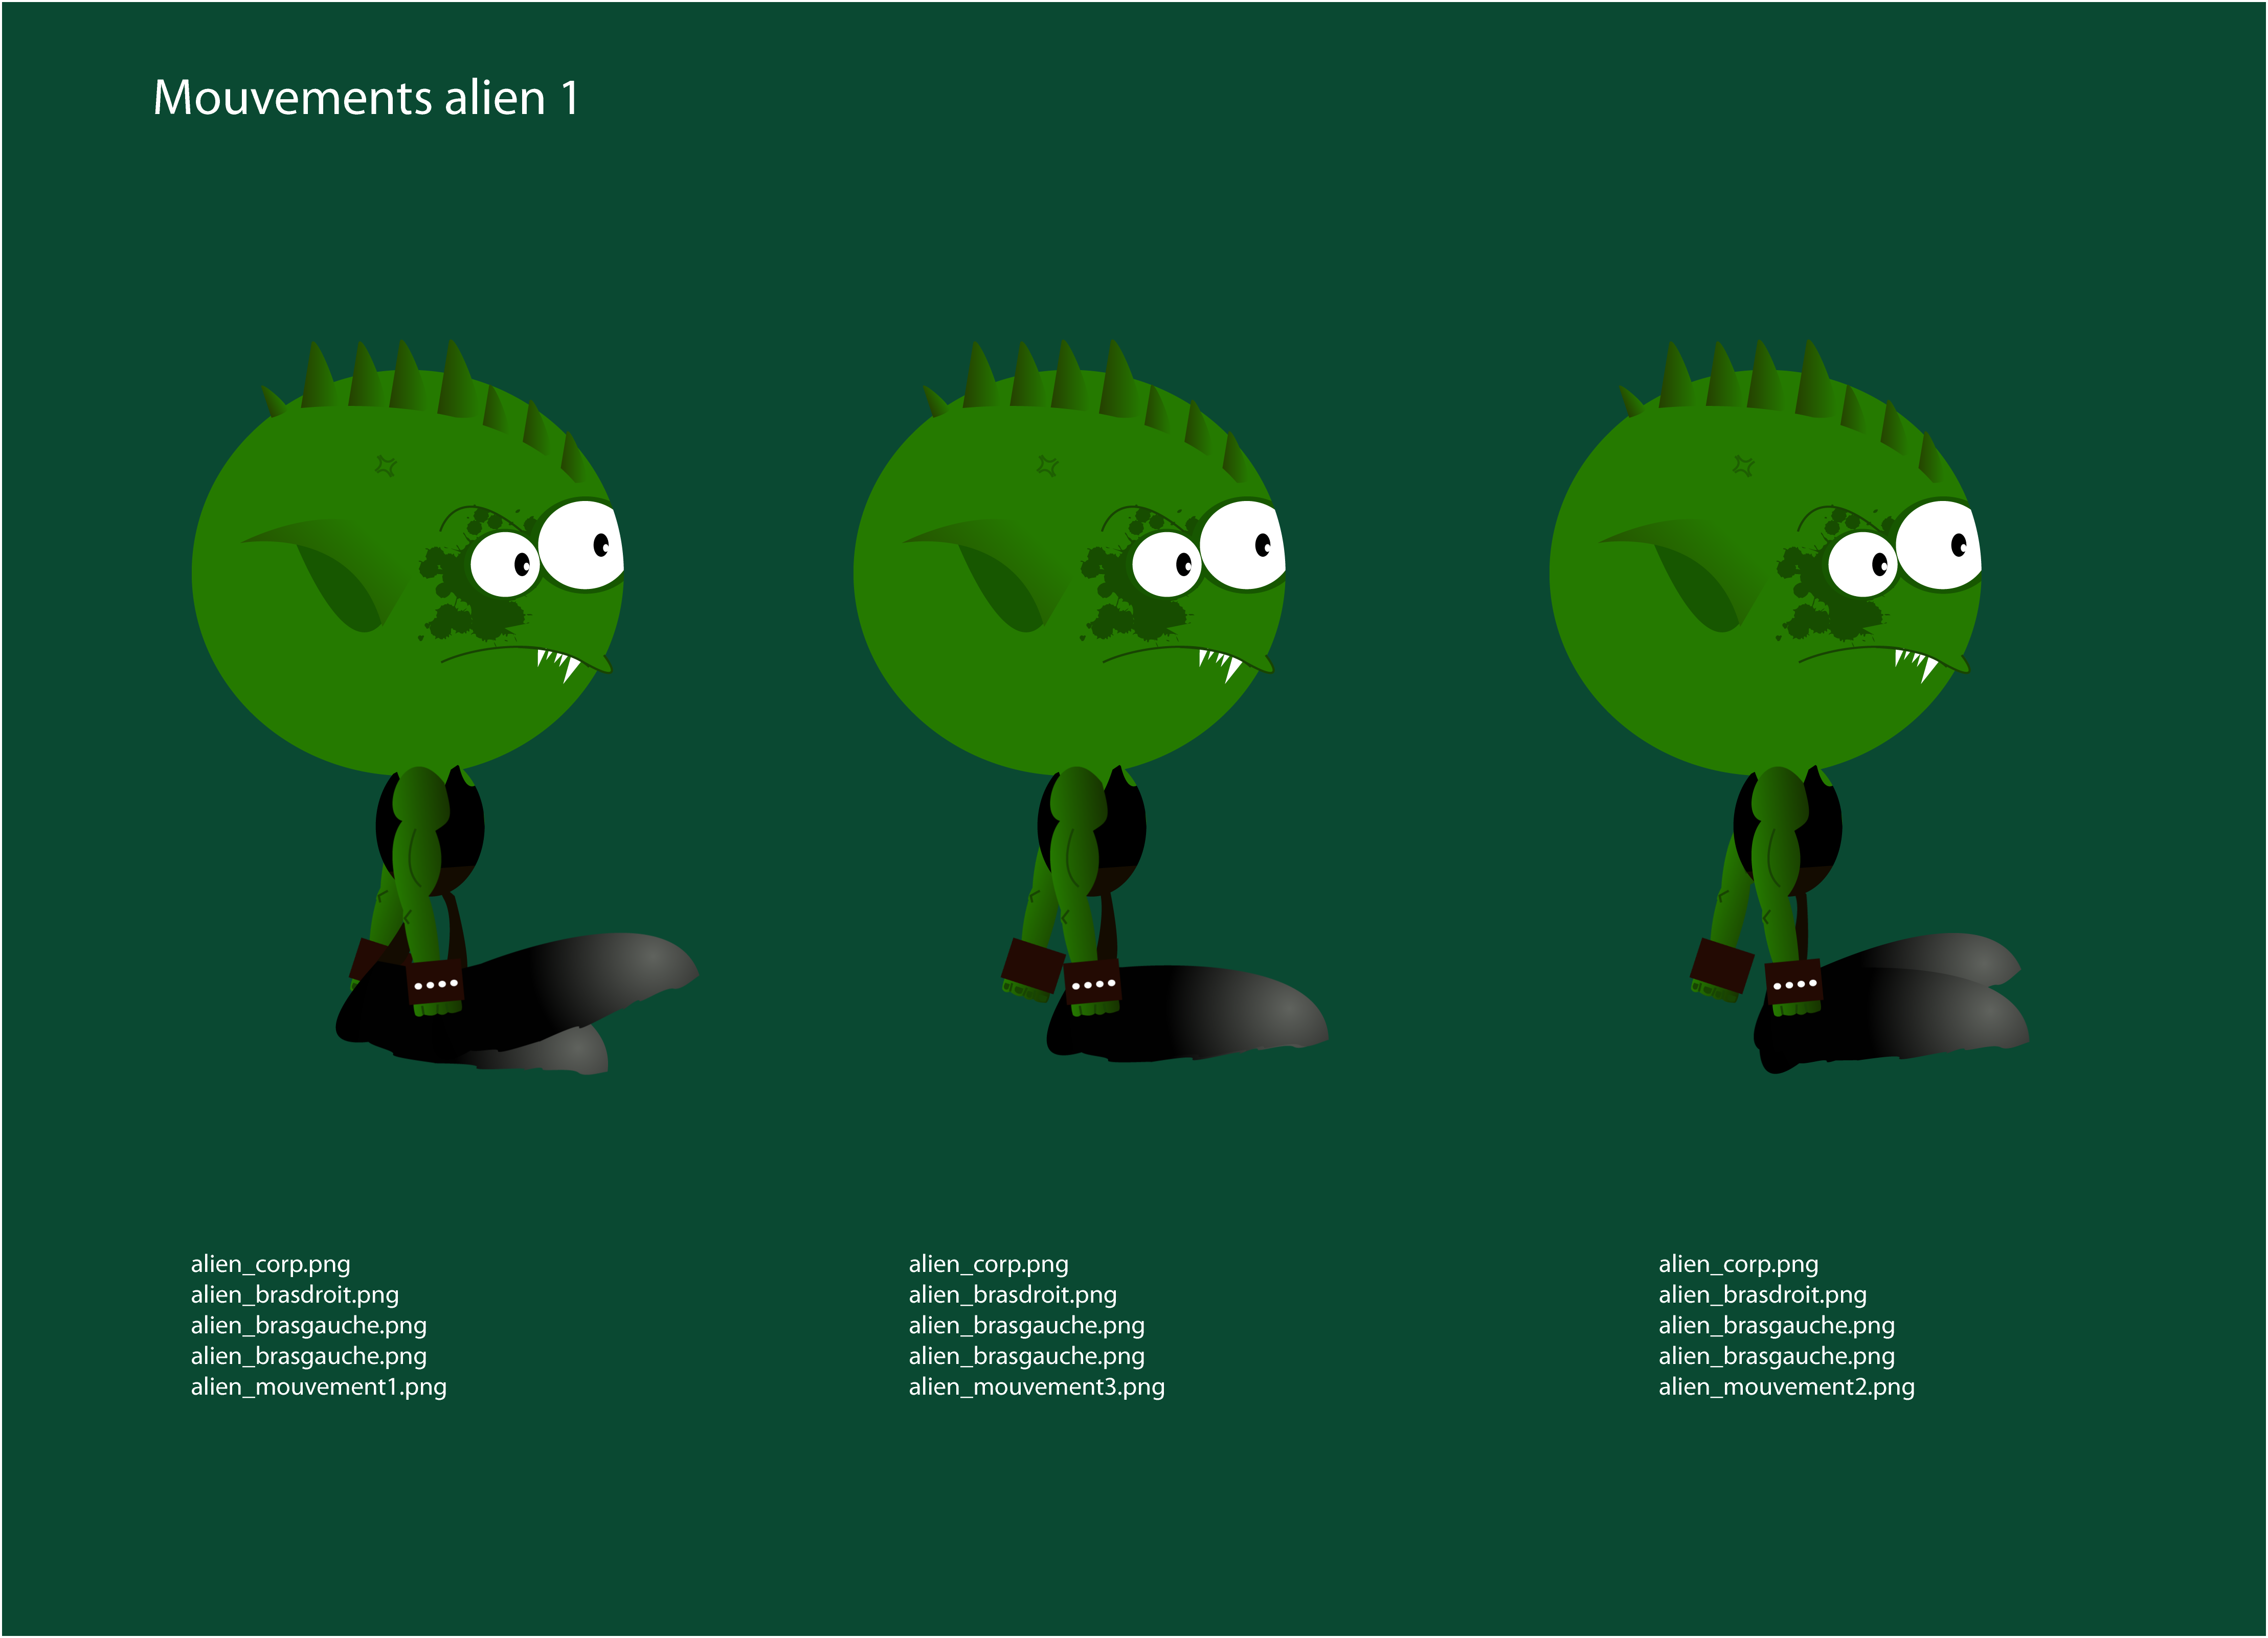 Mouvements alien 1
alien_corp.png
alien_brasdroit.png
alien_brasgauche.png
alien_brasgauche.png
alien_mouvement1.png
alien_corp.png
alien_brasdroit.png
alien_brasgauche.png
alien_brasgauche.png
alien_mouvement3.png
alien_corp.png
alien_brasdroit.png
alien_brasgauche.png
alien_brasgauche.png
alien_mouvement2.png